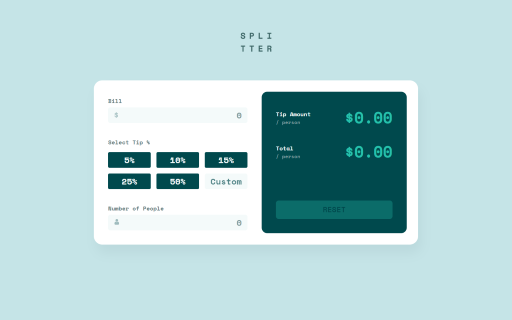 SPLI
TTER
Bill
$ 0
Select Tip %
5% 10% 15%
25% 50% Custom
Number of People
0
Tip Amount
/ person
$0.00
Total
/ person
$0.00
RESET